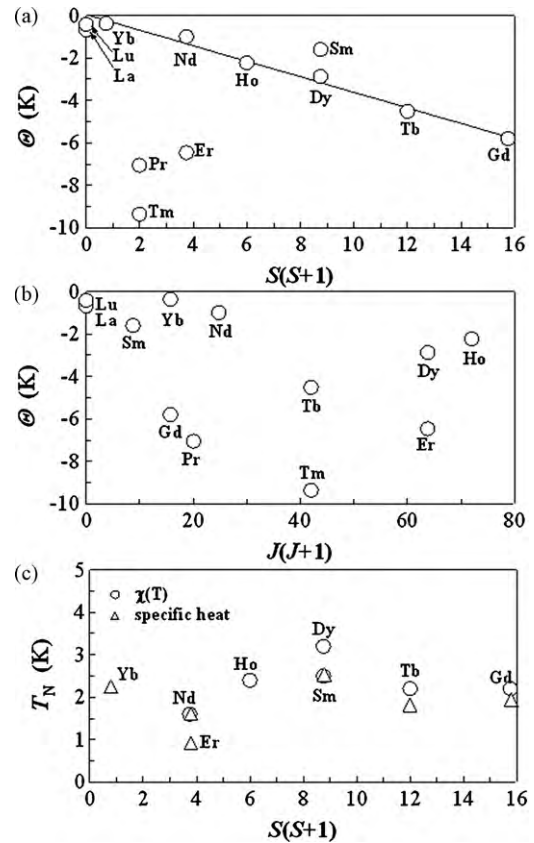 (a)
0
-2
-4
-6
-8
-10
Θ (K)
Yb
Lu
La
Nd
Sm
Ho
Dy
Tb
Gd
Pr
Er
Tm
0 2 4 6 8 10 12 14 16
S(S+1)
(b)
0
-2
-4
-6
-8
-10
Θ (K)
Lu
La
Sm
Yb
Nd
Gd
Pr
Tb
Tm
Dy
Ho
Er
0 20 40 60 80
J(J+1)
(c)
5
4
3
2
1
0
T_N (K)
○ χ(T)
△ specific heat
Yb
Nd
Er
Ho
Dy
Sm
Tb
Gd
0 2 4 6 8 10 12 14 16
S(S+1)